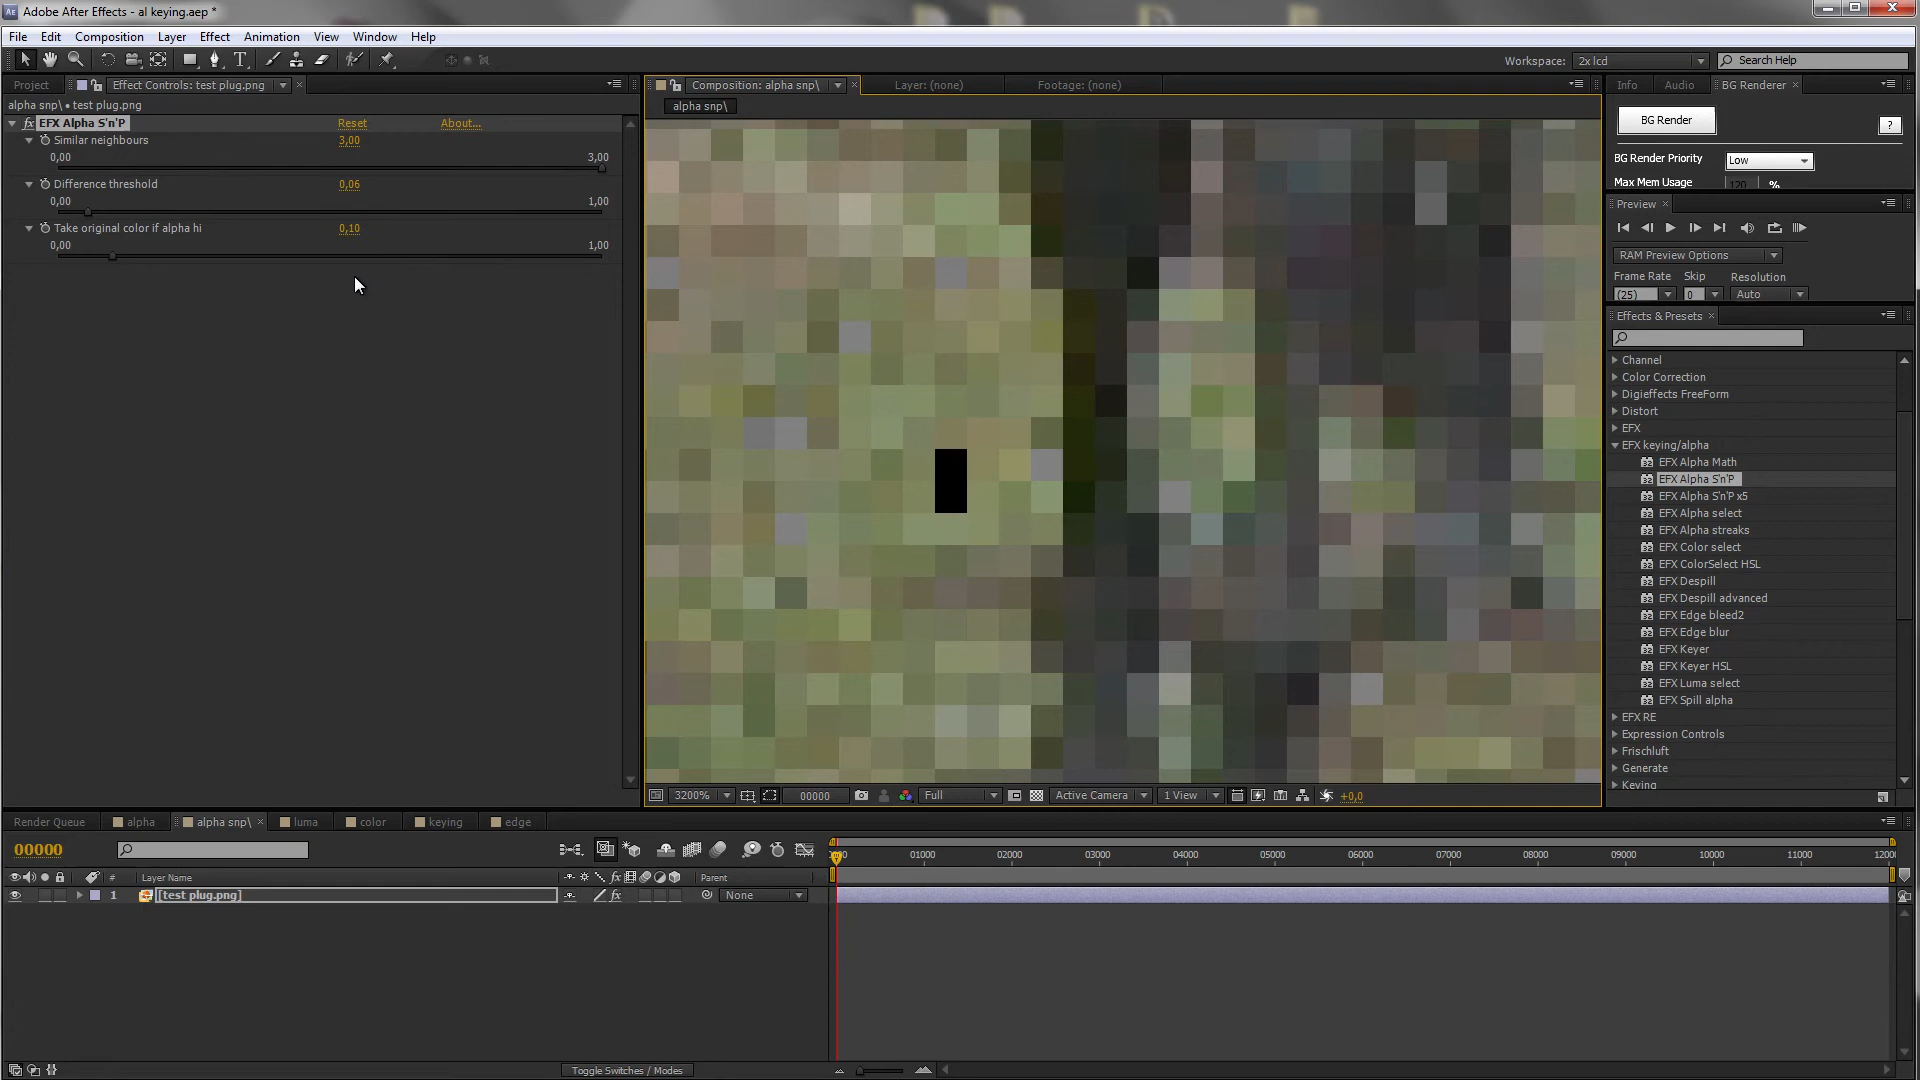 Adobe After Effects - al keying.aep *
File Edit Composition Layer Effect Animation View Window Help
Workspace: 2x lcd Search Help
Project Effect Controls: test plug.png
alpha snp\ • test plug.png
fx EFX Alpha S'n'P Reset About...
Similar neighbours 3,00
0,00 3,00
Difference threshold 0,06
0,00 1,00
Take original color if alpha hi 0,10
0,00 1,00
Composition: alpha snp\ Layer: (none) Footage: (none)
alpha snp\
3200% 00000 Full Active Camera 1 View +0,0
Info Audio BG Renderer
BG Render ?
BG Render Priority Low
Max Mem Usage 120 %
Preview
RAM Preview Options
Frame Rate Skip Resolution
(25) 0 Auto
Effects & Presets
Channel
Color Correction
Digieffects FreeForm
Distort
EFX
EFX keying/alpha
EFX Alpha Math
EFX Alpha S'n'P
EFX Alpha S'n'P x5
EFX Alpha select
EFX Alpha streaks
EFX Color select
EFX ColorSelect HSL
EFX Despill
EFX Despill advanced
EFX Edge bleed2
EFX Edge blur
EFX Keyer
EFX Keyer HSL
EFX Luma select
EFX Spill alpha
EFX RE
Expression Controls
Frischluft
Generate
Keying
Render Queue alpha alpha snp\ luma color keying edge
00000
# Layer Name Parent
1 [test plug.png] None
01000 02000 03000 04000 05000 06000 07000 08000 09000 10000 11000 1200
Toggle Switches / Modes